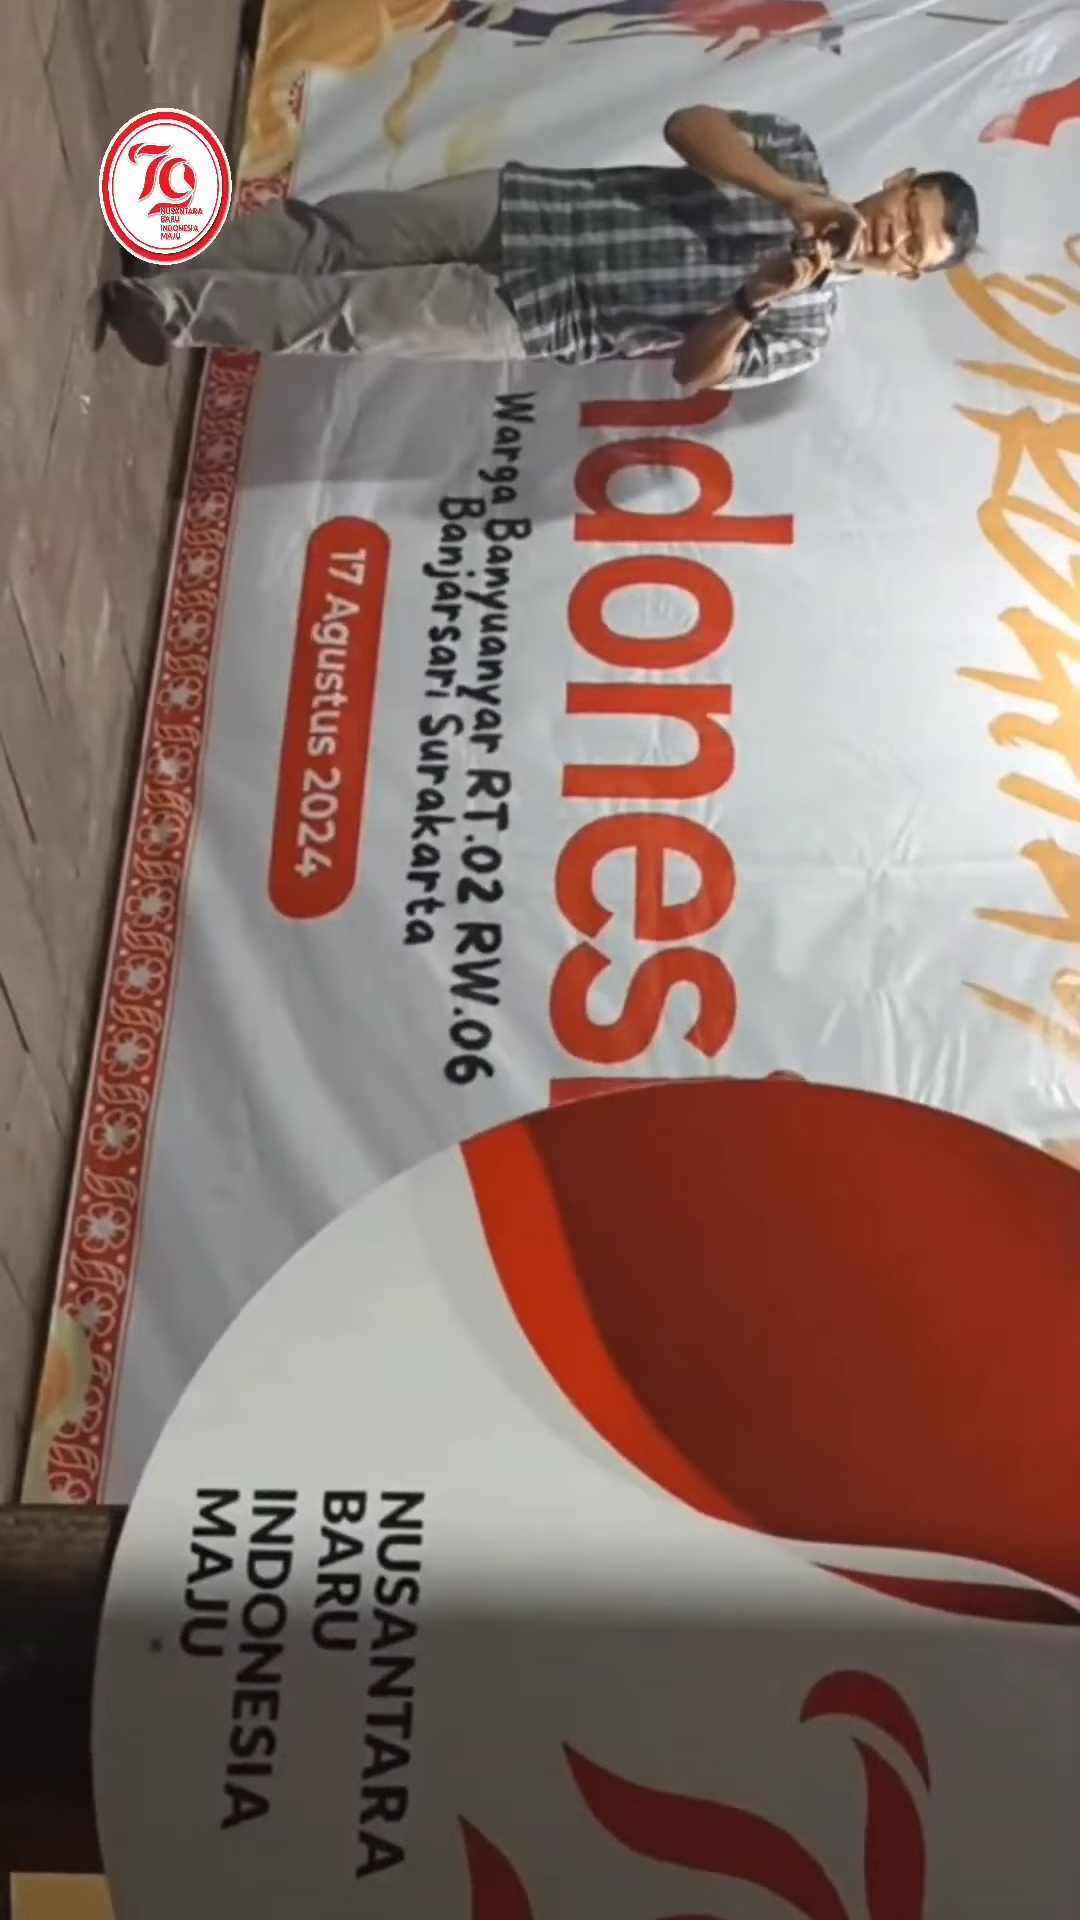 79
NUSANTARA
BARU
INDONESIA
MAJU
ndonesi
Warga Banyuanyar RT.02 RW.06
Banjarsari Surakarta
17 Agustus 2024
NUSANTARA
BARU
INDONESIA
MAJU